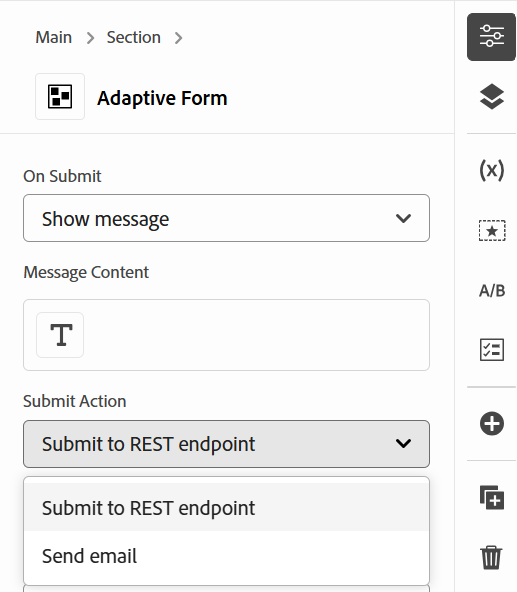 Main > Section >
Adaptive Form
On Submit
Show message
(x)
Message Content
A/B
T
Submit Action
Submit to REST endpoint
Submit to REST endpoint
Send email